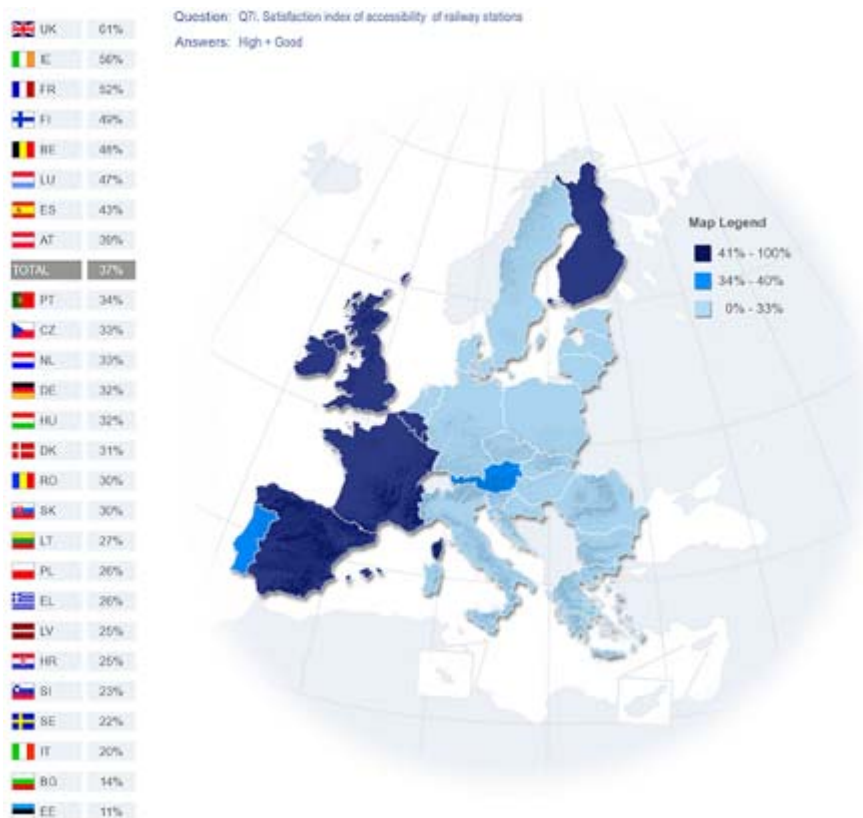 Question: Q7i. Satisfaction index of accessibility of railway stations
Answers: High + Good
UK 61%
IE 56%
FR 52%
FI 49%
BE 48%
LU 47%
ES 43%
AT 39%
TOTAL 37%
PT 34%
CZ 33%
NL 33%
DE 32%
HU 32%
DK 31%
RO 30%
SK 30%
LT 27%
PL 26%
EL 26%
LV 25%
HR 25%
SI 23%
SE 22%
IT 20%
BG 14%
EE 11%
Map Legend
41% - 100%
34% - 40%
0% - 33%